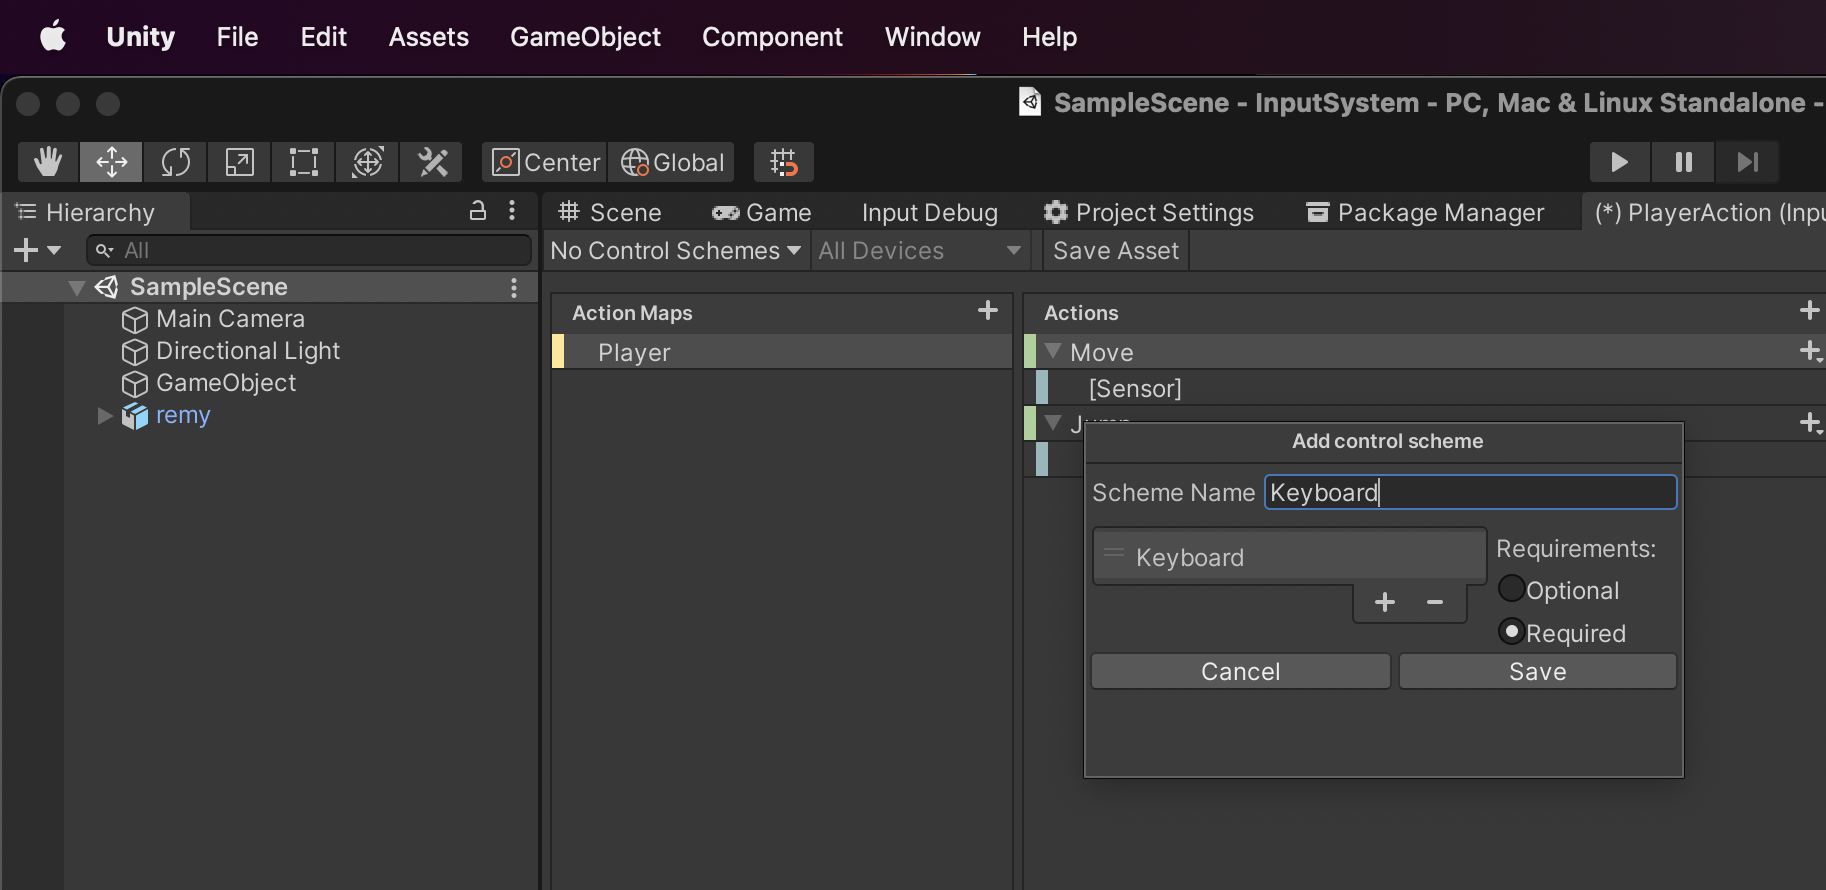 Unity File Edit Assets GameObject Component Window Help
SampleScene - InputSystem - PC, Mac & Linux Standalone -
Center Global
Hierarchy
Scene Game Input Debug Project Settings Package Manager (*) PlayerAction (Inpu
All
No Control Schemes All Devices Save Asset
SampleScene
Main Camera
Directional Light
GameObject
remy
Action Maps
Player
Actions
Move
[Sensor]
Add control scheme
Scheme Name Keyboard
Keyboard
Requirements:
Optional
Required
Cancel Save